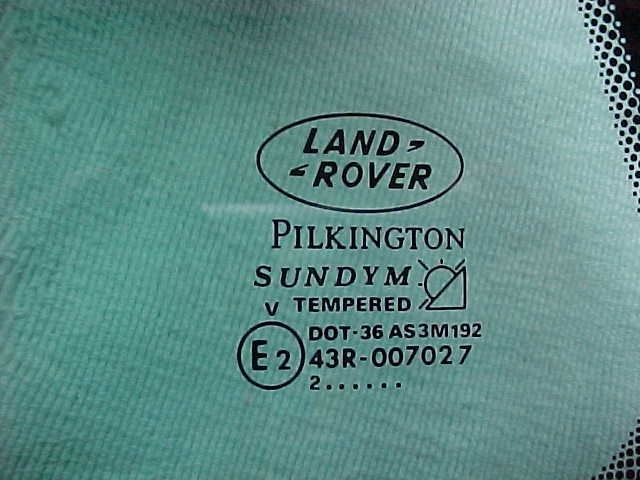 LAND
ROVER
PILKINGTON
SUNDYM
V TEMPERED
DOT-36 AS3M192
E2 43R-007027
2......